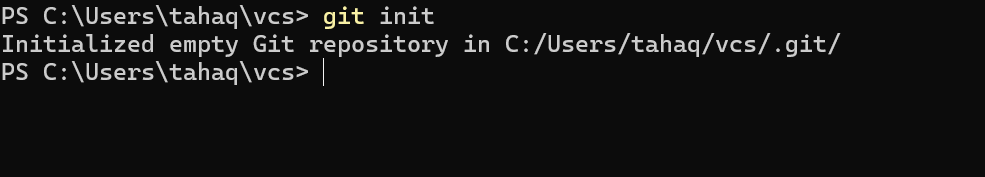 PS C:\Users\tahaq\vcs> git init
Initialized empty Git repository in C:/Users/tahaq/vcs/.git/
PS C:\Users\tahaq\vcs>